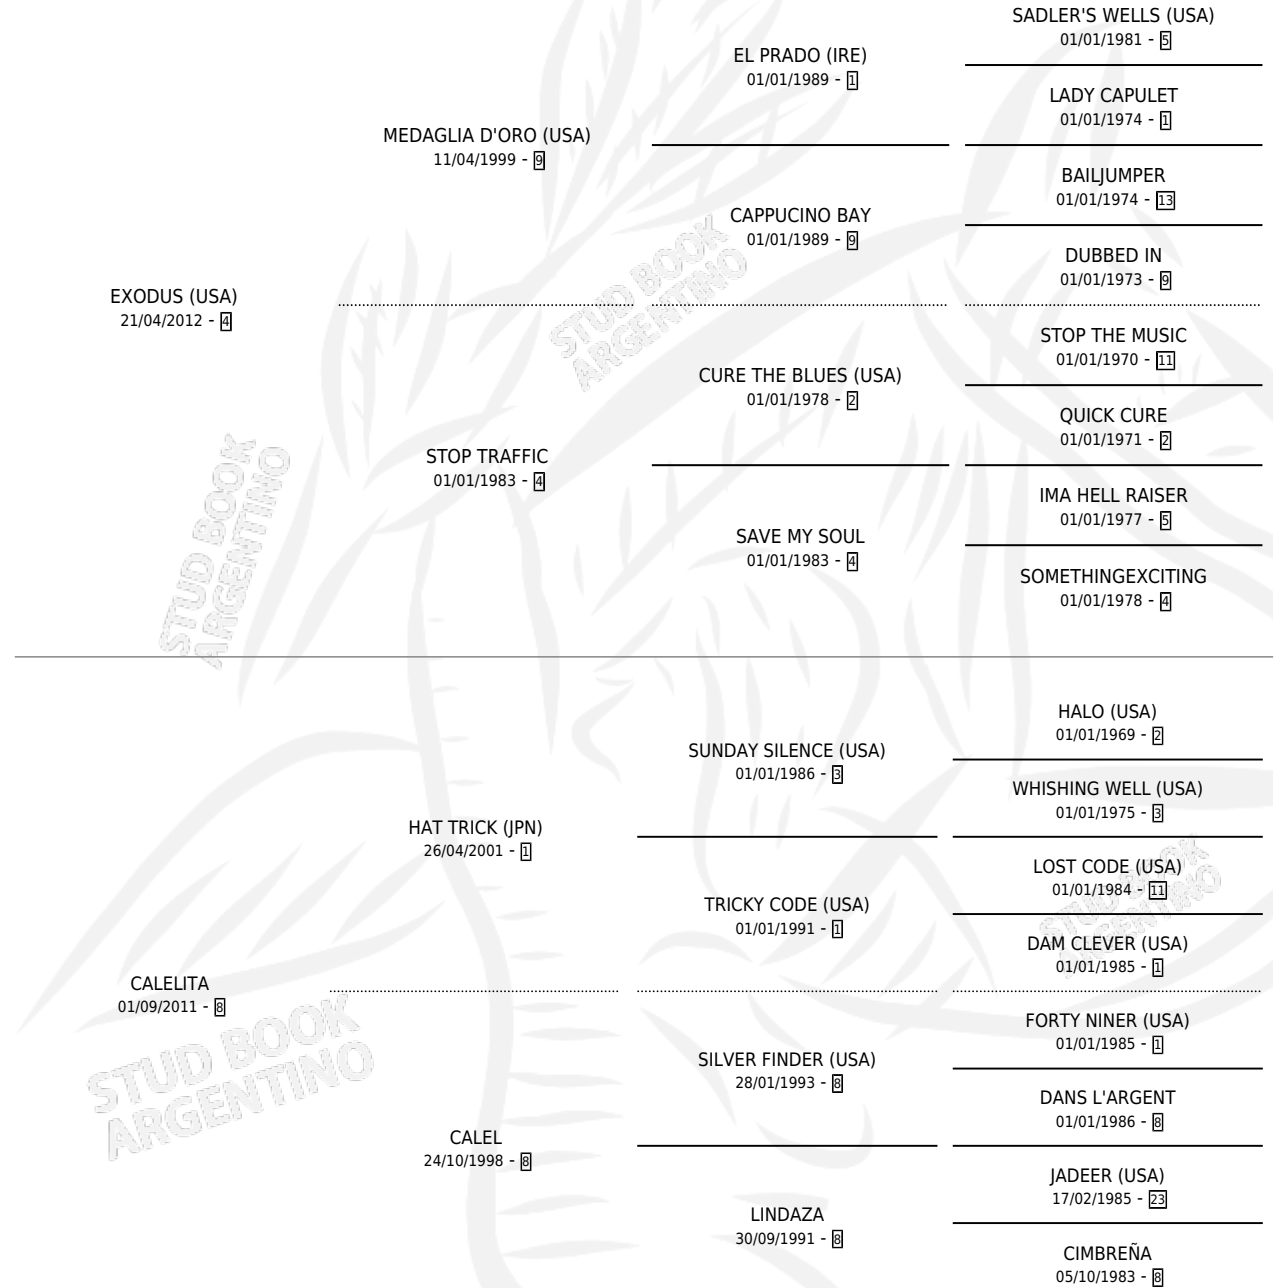 SADLER'S WELLS (USA)
01/01/1981 - 5
EL PRADO (IRE)
01/01/1989 - 1
LADY CAPULET
01/01/1974 - 1
MEDAGLIA D'ORO (USA)
11/04/1999 - 9
BAILJUMPER
01/01/1974 - 13
CAPPUCINO BAY
01/01/1989 - 9
DUBBED IN
01/01/1973 - 9
EXODUS (USA)
21/04/2012 - 4
STOP THE MUSIC
01/01/1970 - 11
CURE THE BLUES (USA)
01/01/1978 - 2
QUICK CURE
01/01/1971 - 2
STOP TRAFFIC
01/01/1983 - 4
IMA HELL RAISER
01/01/1977 - 5
SAVE MY SOUL
01/01/1983 - 4
SOMETHINGEXCITING
01/01/1978 - 4
HALO (USA)
01/01/1969 - 2
SUNDAY SILENCE (USA)
01/01/1986 - 3
WHISHING WELL (USA)
01/01/1975 - 3
HAT TRICK (JPN)
26/04/2001 - 1
LOST CODE (USA)
01/01/1984 - 11
TRICKY CODE (USA)
01/01/1991 - 1
DAM CLEVER (USA)
01/01/1985 - 1
CALELITA
01/09/2011 - 8
FORTY NINER (USA)
01/01/1985 - 1
SILVER FINDER (USA)
28/01/1993 - 8
DANS L'ARGENT
01/01/1986 - 8
CALEL
24/10/1998 - 8
JADEER (USA)
17/02/1985 - 23
LINDAZA
30/09/1991 - 8
CIMBREÑA
05/10/1983 - 8
STUD BOOK
ARGENTINO
STUD BOOK
ARGENTINO
STUD BOOK
ARGENTINO
STUD BOOK
ARGENTINO